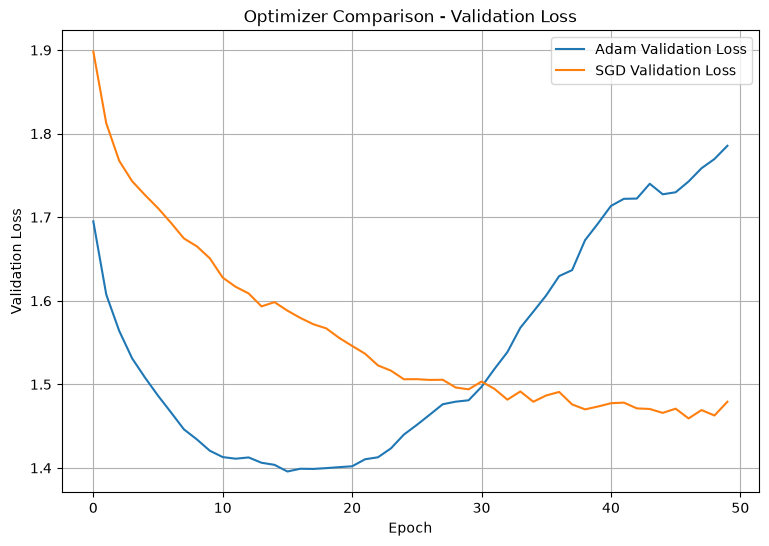 Optimizer Comparison - Validation Loss
Adam Validation Loss
SGD Validation Loss
Validation Loss
1.9
1.8
1.7
1.6
1.5
1.4
0 10 20 30 40 50
Epoch